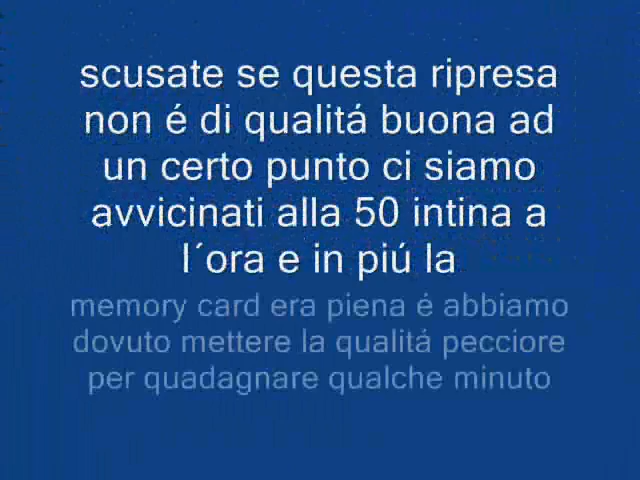 scusate se questa ripresa
non é di qualitá buona ad
un certo punto ci siamo
avvicinati alla 50 intina a
l´ora e in piú la
memory card era piena é abbiamo
dovuto mettere la qualitá pecciore
per quadagnare qualche minuto